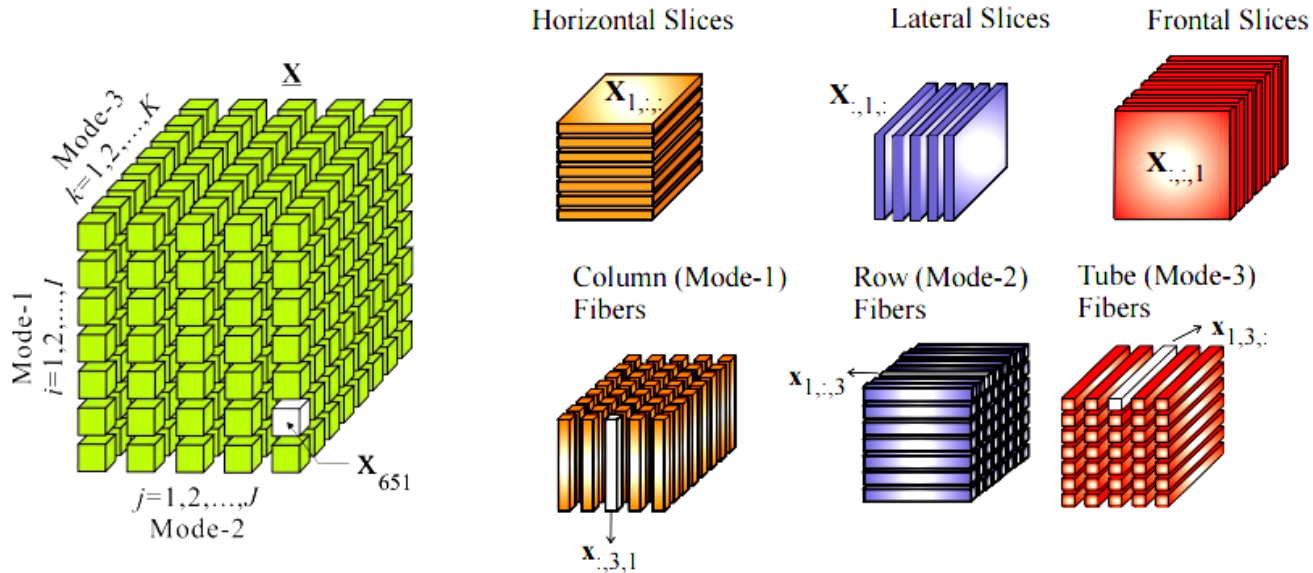 X
Mode-3
k=1,2,...,K
Mode-1
i=1,2,...,I
X651
j=1,2,...,J
Mode-2
Horizontal Slices
X1,:,:
Lateral Slices
X:,1,:
Frontal Slices
X:,:,1
Column (Mode-1)
Fibers
x:,3,1
Row (Mode-2)
Fibers
x1,:,3
Tube (Mode-3)
Fibers
x1,3,: